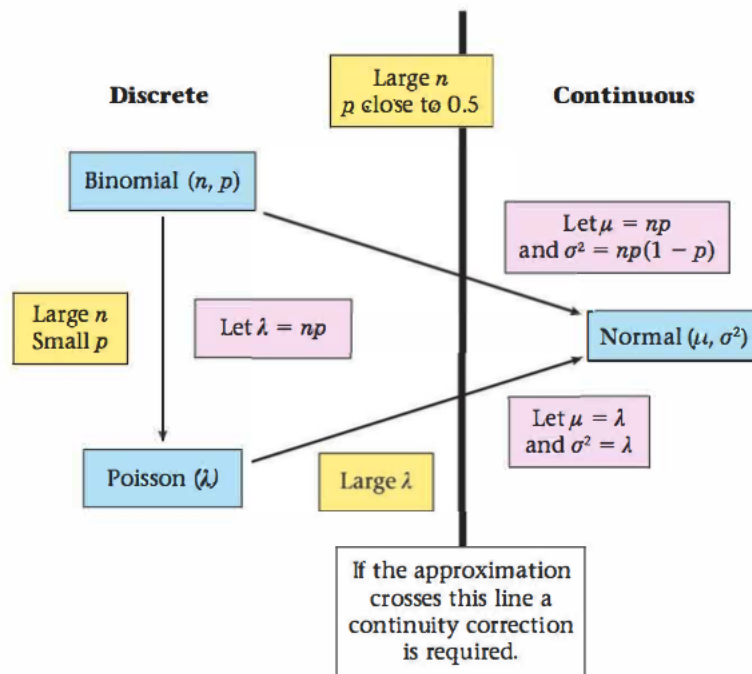 Large n
p close to 0.5
Discrete
Continuous
Binomial (n, p)
Let μ = np
and σ² = np(1 − p)
Large n
Small p
Let λ = np
Normal (μ, σ²)
Let μ = λ
and σ² = λ
Poisson (λ)
Large λ
If the approximation
crosses this line a
continuity correction
is required.